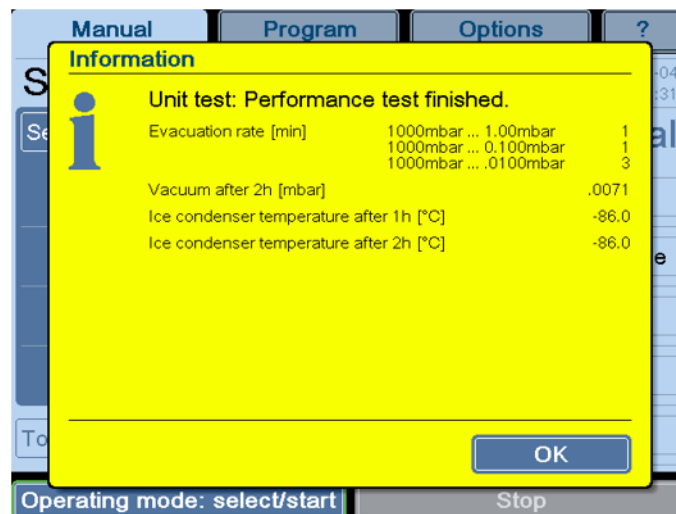 Manual Program Options ?
Information
Unit test: Performance test finished.
Evacuation rate [min] 1000mbar ... 1.00mbar 1
1000mbar ... 0.100mbar 1
1000mbar ... .0100mbar 3
Vacuum after 2h [mbar] .0071
Ice condenser temperature after 1h [°C] -86.0
Ice condenser temperature after 2h [°C] -86.0
OK
Operating mode: select/start Stop